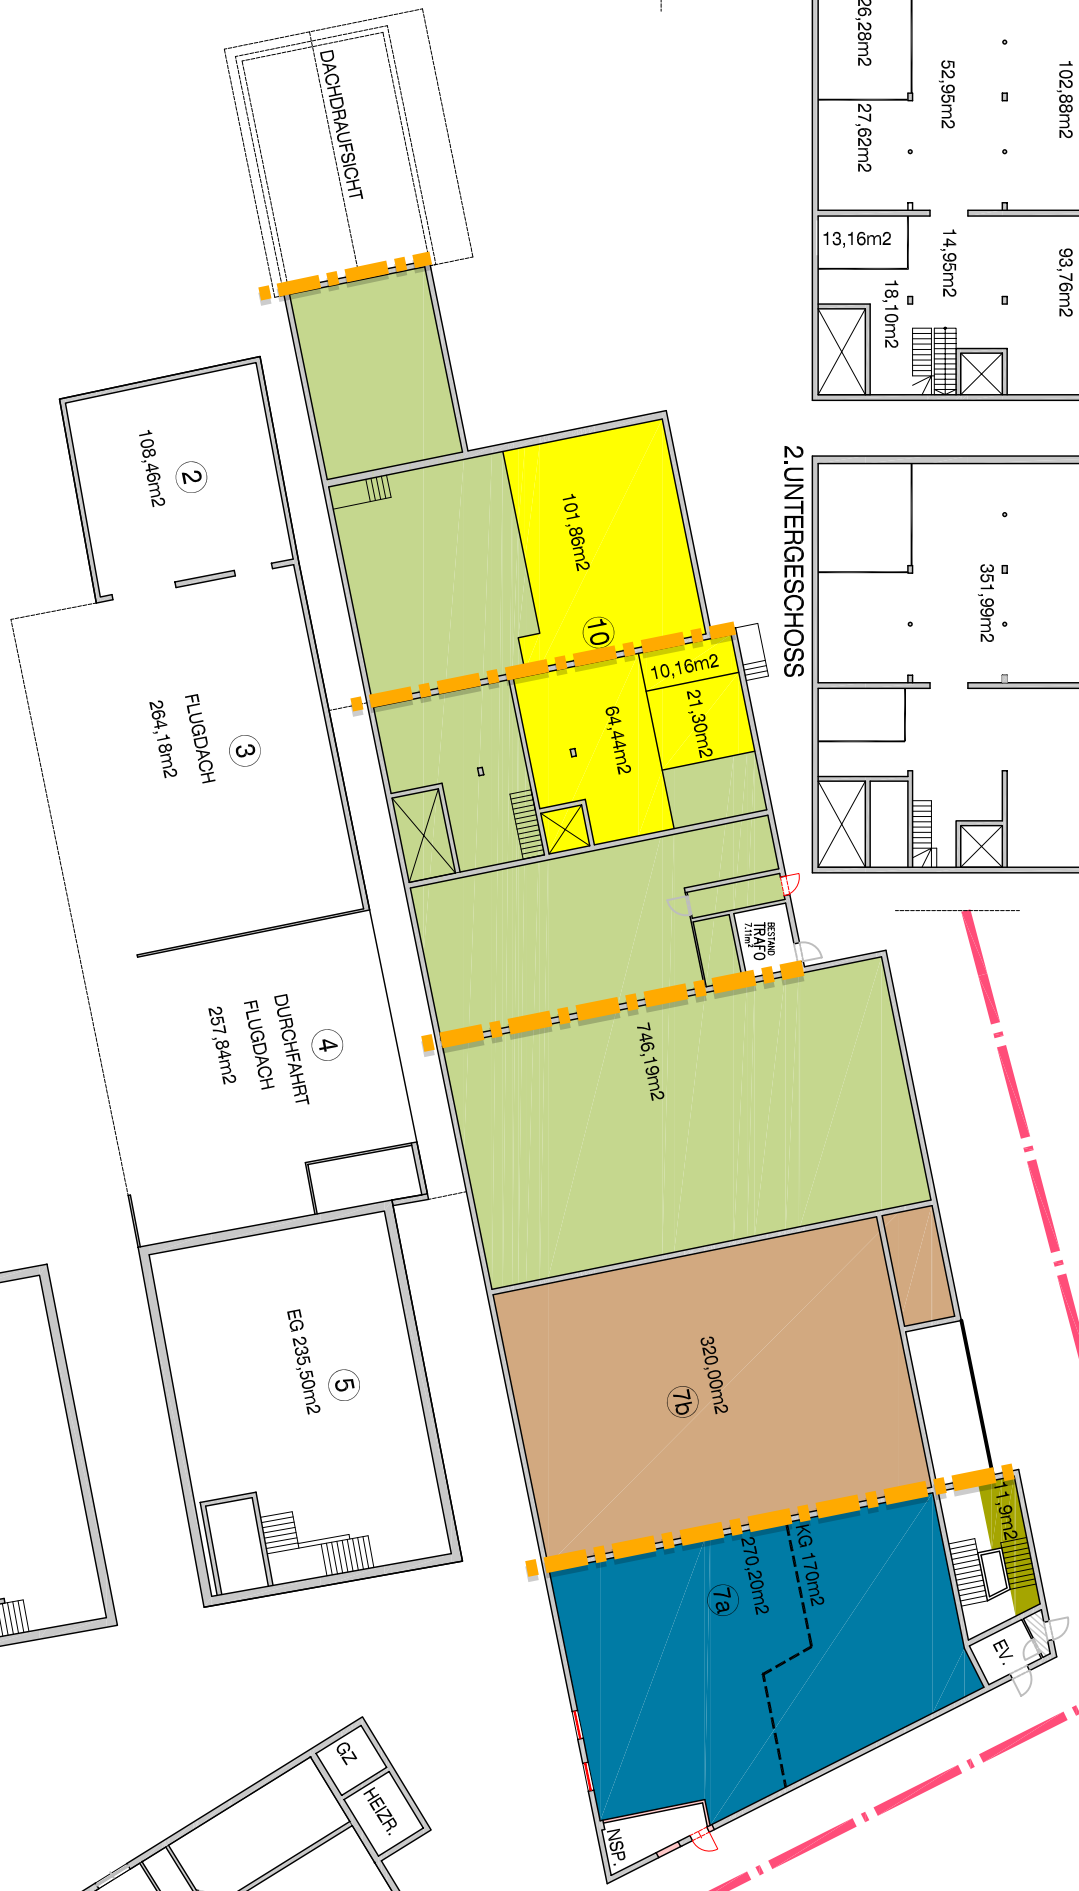 26,28m2
52,95m2
102,88m2
27,62m2
13,16m2
14,95m2
93,76m2
18,10m2
DACHDRAUFSICHT
2.UNTERGESCHOSS
351,99m2
2
108,46m2
101,86m2
10
10,16m2
21,30m2
64,44m2
3
FLUGDACH
264,18m2
BESTAND
TRAFO
7.11m²
4
DURCHFAHRT
FLUGDACH
257,84m2
746,19m2
5
EG 235,50m2
320,00m2
7b
11,9m2
KG 170m2
270,20m2
7a
EV.
GZ
HEIZR.
NSP.